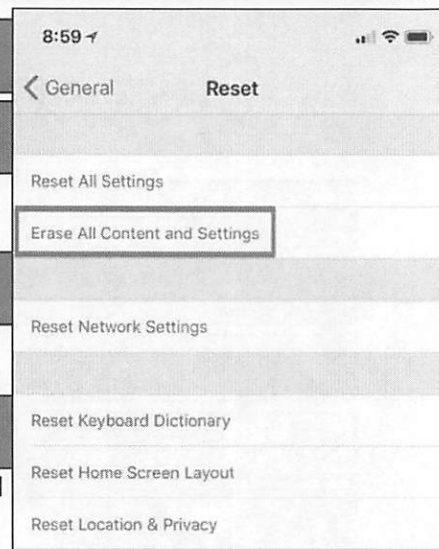 8:59
General
Reset
Reset All Settings
Erase All Content and Settings
Reset Network Settings
Reset Keyboard Dictionary
Reset Home Screen Layout
Reset Location & Privacy